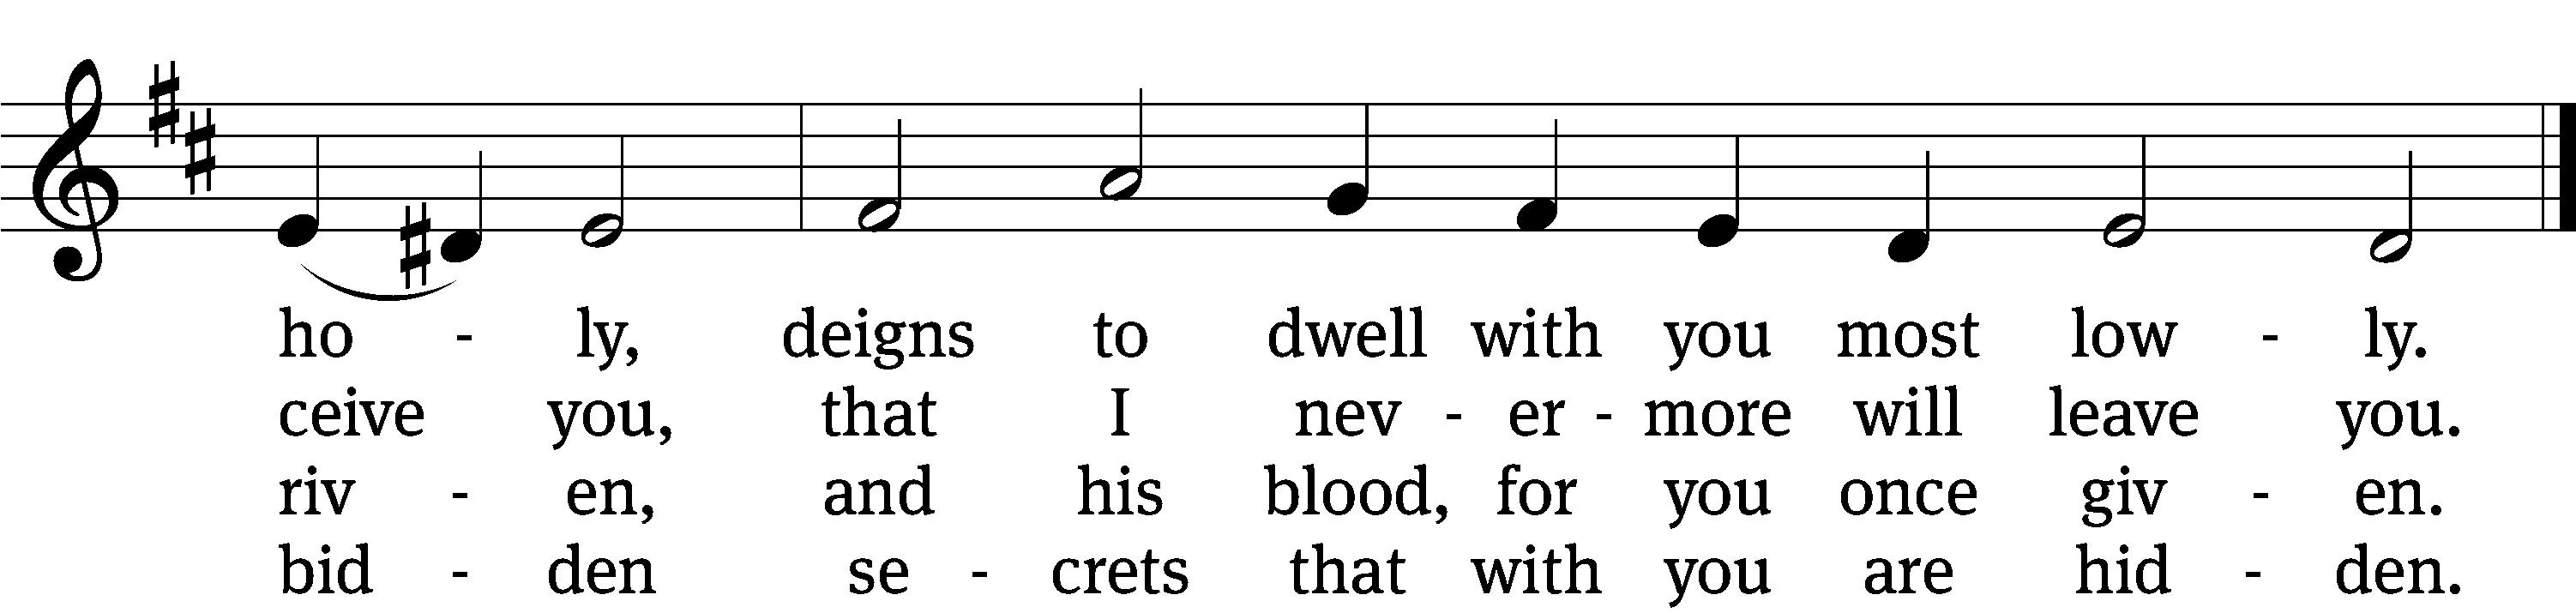 ho - ly, deigns to dwell with you most low - ly.
ceive you, that I nev - er - more will leave you.
riv - en, and his blood, for you once giv - en.
bid - den se - crets that with you are hid - den.